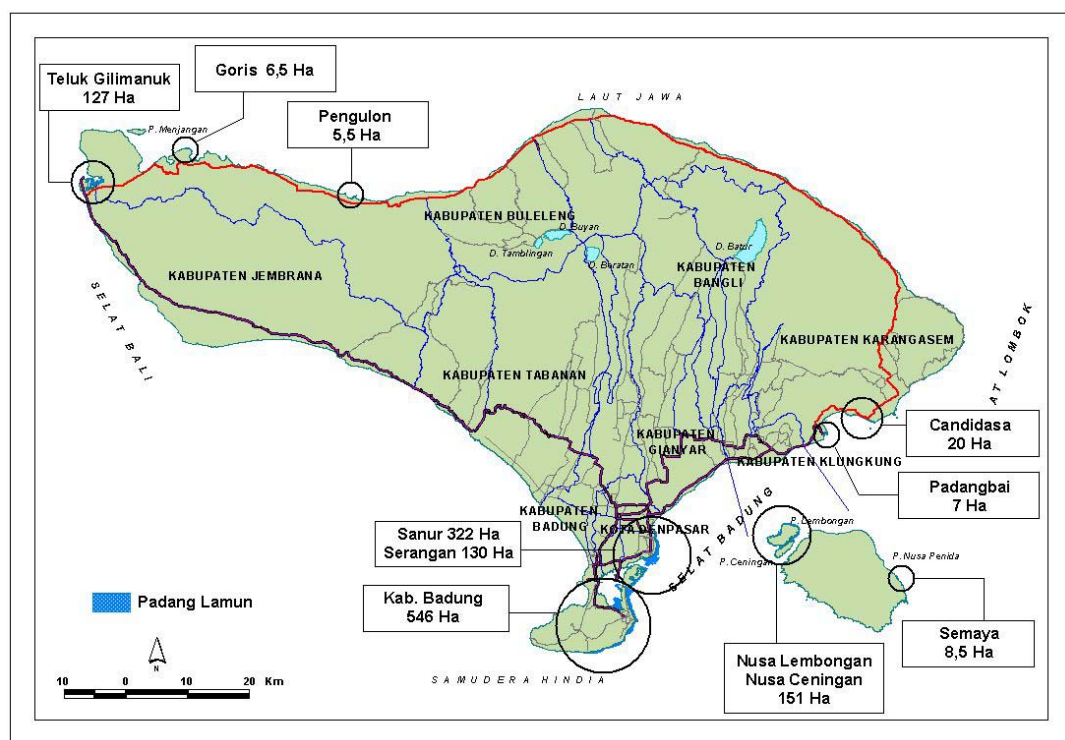 Teluk Gilimanuk
127 Ha
Goris 6,5 Ha
Pengulon
5,5 Ha
LAUT JAWA
P. Menjangan
KABUPATEN BULELENG
D. Buyan
D. Tamblingan
D. Beratan
D. Batur
KABUPATEN
BANGLI
KABUPATEN JEMBRANA
SELAT BALI
KABUPATEN KARANGASEM
KABUPATEN TABANAN
AT LOMBOK
Candidasa
20 Ha
KABUPATEN
GIANYAR
KABUPATEN KLUNGKUNG
Padangbai
7 Ha
KABUPATEN
BADUNG
KOTA DENPASAR
SELAT BADUNG
Sanur 322 Ha
Serangan 130 Ha
P. Lembongan
P. Ceningan
P. Nusa Penida
Kab. Badung
546 Ha
Padang Lamun
Semaya
8,5 Ha
Nusa Lembongan
Nusa Ceningan
151 Ha
N
SAMUDERA HINDIA
10 0 10 20 Km